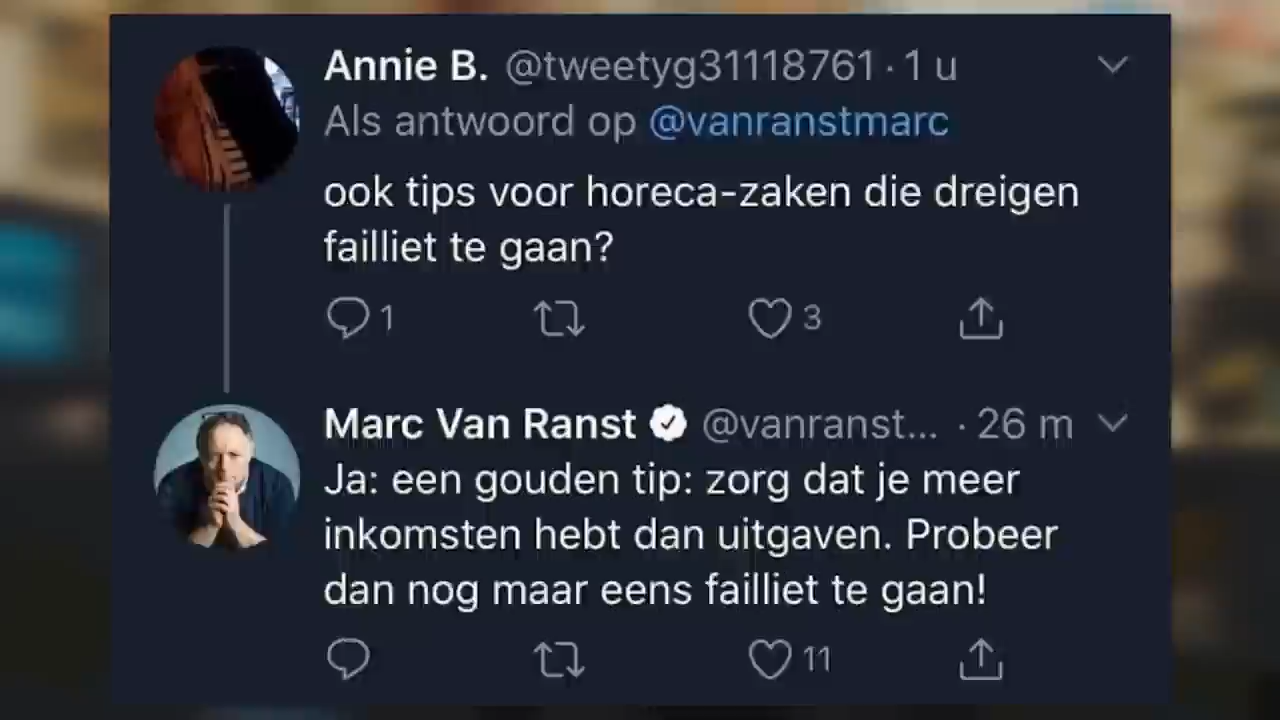 Annie B. @tweetyg31118761 · 1 u
Als antwoord op @vanranstmarc
ook tips voor horeca-zaken die dreigen
failliet te gaan?
1 3
Marc Van Ranst @vanranst... · 26 m
Ja: een gouden tip: zorg dat je meer
inkomsten hebt dan uitgaven. Probeer
dan nog maar eens failliet te gaan!
11